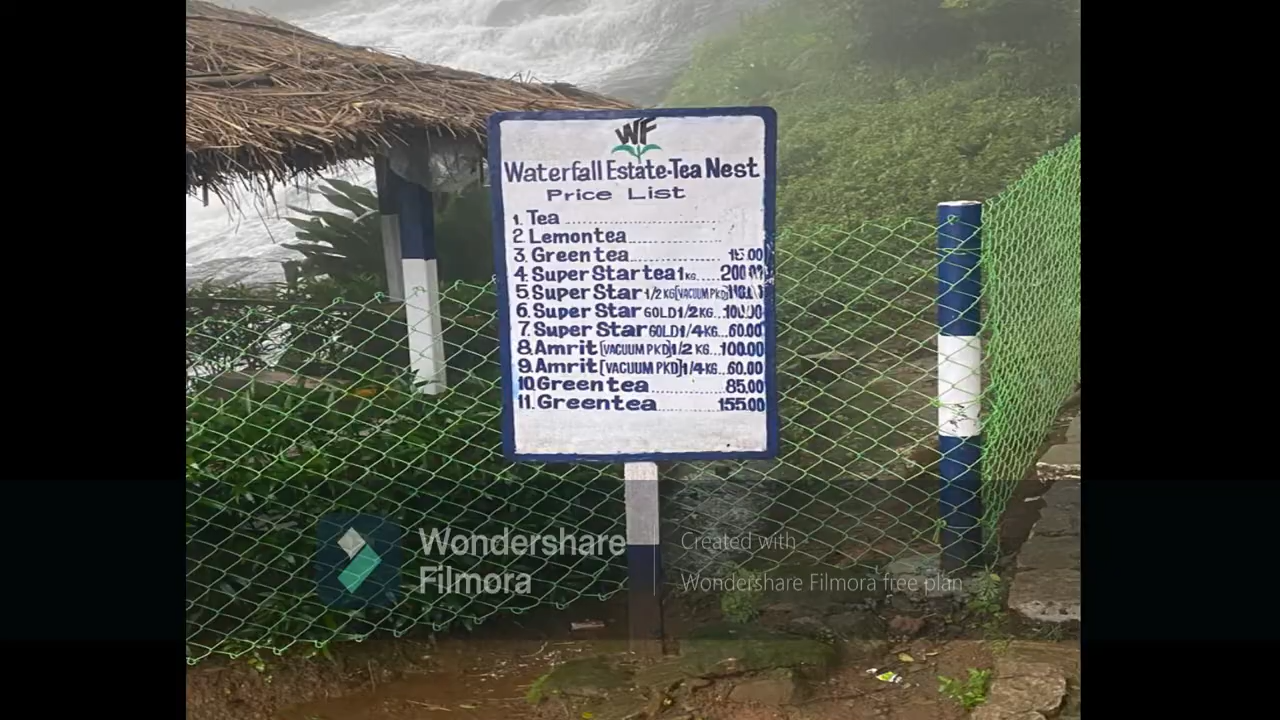 WF
Waterfall Estate-Tea Nest
Price List
1. Tea ........................................
2. Lemontea........................
3. Greentea........................ 15.00
4. Super Startea 1 KG.....200
5. Super Star 1/2 KG[VACUUM PKD]
6. Super Star GOLD 1/2 KG...100.00
7. Super Star GOLD 1/4 KG...60.00
8. Amrit [VACUUM PKD] 1/2 KG...100.00
9. Amrit [VACUUM PKD] 1/4 KG...60.00
10. Greentea........................ 85.00
11. Greentea........................155.00
Wondershare
Filmora
Created with
Wondershare Filmora free plan